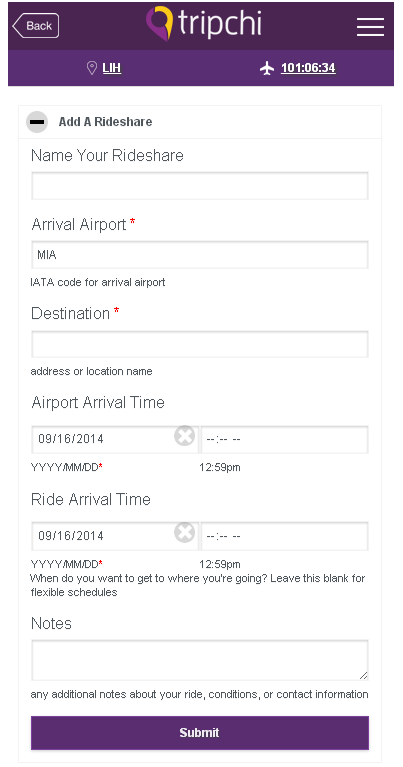 Back
tripchi
LIH 101:06:34
Add A Rideshare
Name Your Rideshare
Arrival Airport *
MIA
IATA code for arrival airport
Destination *
address or location name
Airport Arrival Time
09/16/2014 --:-- --
YYYY/MM/DD* 12:59pm
Ride Arrival Time
09/16/2014 --:-- --
YYYY/MM/DD* 12:59pm
When do you want to get to where you're going? Leave this blank for
flexible schedules
Notes
any additional notes about your ride, conditions, or contact information
Submit